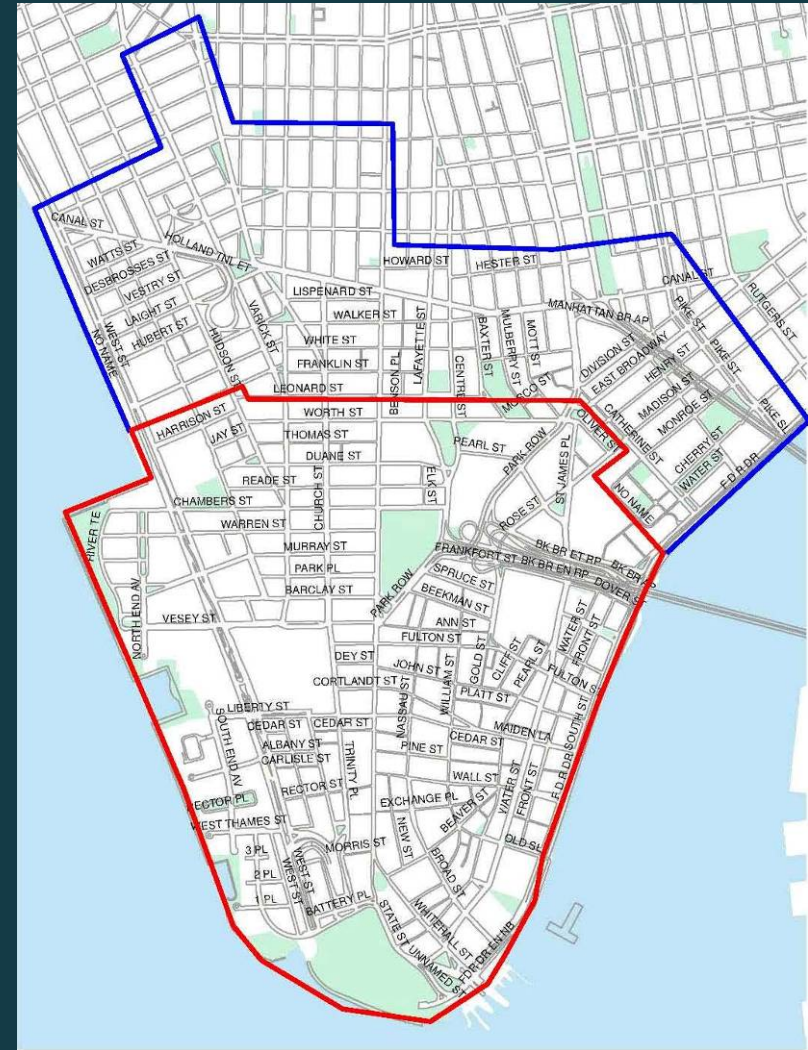 CANAL ST
WATTS ST
DESBROSSES ST
VESTRY ST
LAIGHT ST
HUBERT ST
HOLLAND TNL ET
HOWARD ST
HESTER ST
CANAL ST
RUTGERS ST
LISPENARD ST
MANHATTAN BR AP
PIKE ST
PIKE ST
PIKE SL
WEST ST
NO NAME
VARICK ST
HUDSON ST
WALKER ST
WHITE ST
FRANKLIN ST
LEONARD ST
BENSON PL
LAFAYETTE ST
CENTRE ST
BAXTER ST
MULBERRY ST
MOTT ST
MOSCO ST
DIVISION ST
EAST BROADWAY
HENRY ST
MADISON ST
MONROE ST
CHERRY ST
WATER ST
F D R DR
CATHERINE ST
OLIVER ST
HARRISON ST
JAY ST
WORTH ST
THOMAS ST
DUANE ST
READE ST
CHAMBERS ST
WARREN ST
CHURCH ST
PEARL ST
PARK ROW
ST JAMES PL
ELK ST
ROSE ST
NO NAME
RIVER TE
NORTH END AV
MURRAY ST
PARK PL
BARCLAY ST
VESEY ST
PARK ROW
FRANKFORT ST
BK BR ET RP
BK BR EN RP
BK BR AP
DOVER ST
SPRUCE ST
BEEKMAN ST
ANN ST
FULTON ST
DEY ST
CORTLANDT ST
JOHN ST
NASSAU ST
WILLIAM ST
GOLD ST
CLIFF ST
PEARL ST
WATER ST
FRONT ST
FULTON ST
PLATT ST
MAIDEN LA
SOUTH ST
F D R DR
LIBERTY ST
CEDAR ST
CEDAR ST
CEDAR ST
ALBANY ST
CARLISLE ST
RECTOR ST
SOUTH END AV
TRINITY PL
PINE ST
WALL ST
EXCHANGE PL
BEAVER ST
WATER ST
FRONT ST
OLD SL
RECTOR PL
WEST THAMES ST
3 PL
2 PL
1 PL
WEST ST
WEST ST
MORRIS ST
NEW ST
BROAD ST
BATTERY PL
STATE ST
WHITEHALL ST
UNNAMED ST
F D R DR EN NB